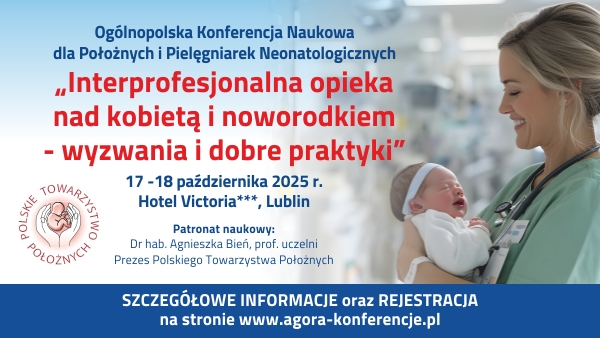 Ogólnopolska Konferencja Naukowa
dla Położnych i Pielęgniarek Neonatologicznych
„Interprofesjonalna opieka
nad kobietą i noworodkiem
- wyzwania i dobre praktyki”
17 -18 października 2025 r.
Hotel Victoria***, Lublin
POLSKIE TOWARZYSTWO
POŁOŻNYCH
Patronat naukowy:
Dr hab. Agnieszka Bień, prof. uczelni
Prezes Polskiego Towarzystwa Położnych
SZCZEGÓŁOWE INFORMACJE oraz REJESTRACJA
na stronie www.agora-konferencje.pl